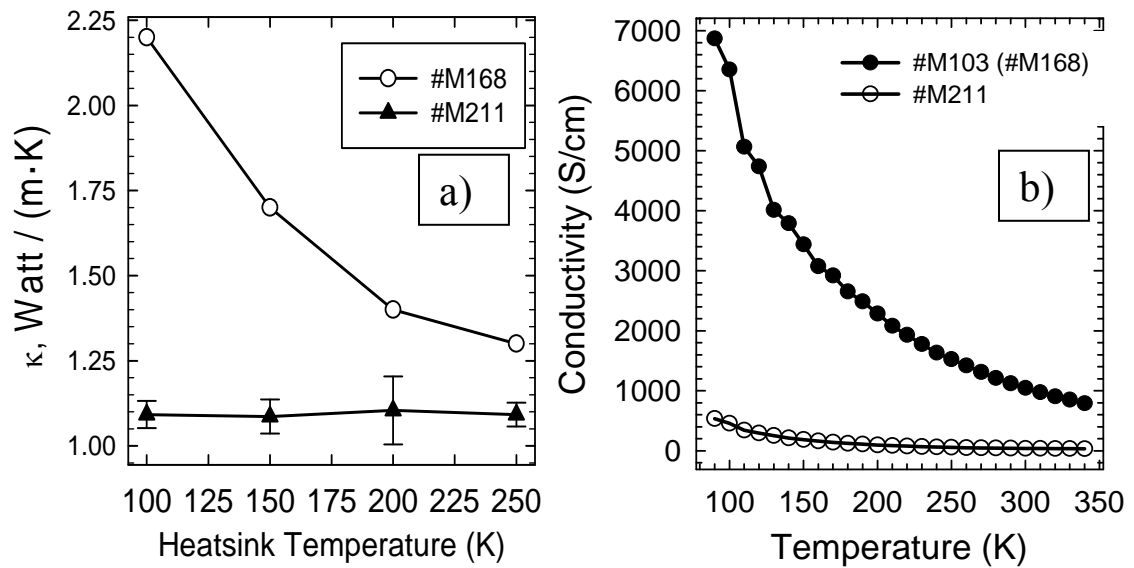 2.25
2.00
1.75
1.50
1.25
1.00
κ, Watt / (m·K)
#M168
#M211
a)
100 125 150 175 200 225 250
Heatsink Temperature (K)
7000
6000
5000
4000
3000
2000
1000
0
Conductivity (S/cm)
#M103 (#M168)
#M211
b)
100 150 200 250 300 350
Temperature (K)